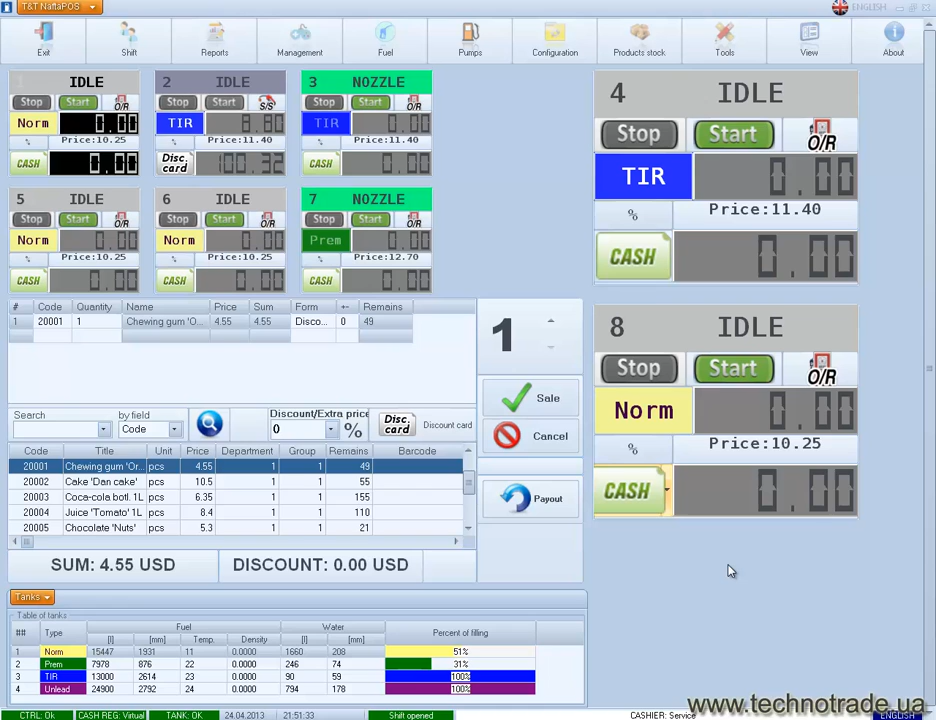 T&T NaftaPOS
ENGLISH
Exit Shift Reports Management Fuel Pumps Configuration Products stock Tools View About
1 IDLE
Stop Start O/R
Norm 0.00
% Price:10.25
CASH 0.00
2 IDLE
Stop Start S/S
TIR 8.80
% Price:11.40
Disc. card 100.32
3 NOZZLE
Stop Start O/R
TIR 0.00
% Price:11.40
CASH 0.00
4 IDLE
Stop Start O/R
TIR 0.00
% Price:11.40
CASH 0.00
5 IDLE
Stop Start O/R
Norm 0.00
% Price:10.25
CASH 0.00
6 IDLE
Stop Start O/R
Norm 0.00
% Price:10.25
CASH 0.00
7 NOZZLE
Stop Start O/R
Prem 0.00
% Price:12.70
CASH 0.00
8 IDLE
Stop Start O/R
Norm 0.00
% Price:10.25
CASH 0.00
# Code Quantity Name Price Sum Form +- Remains
1 20001 1 Chewing gum 'O... 4.55 4.55 Disco... 0 49
1
Sale
Cancel
Payout
Search by field Discount/Extra price
Code 0 % Disc. card Discount card
Code Title Unit Price Department Group Remains Barcode
20001 Chewing gum 'Or... pcs 4.55 1 1 49
20002 Cake 'Dan cake' pcs 10.5 1 1 55
20003 Coca-cola botl. 1L pcs 6.35 1 1 155
20004 Juice 'Tomato' 1L pcs 8.4 1 1 110
20005 Chocolate 'Nuts' pcs 5.3 1 1 21
SUM: 4.55 USD DISCOUNT: 0.00 USD
Tanks
Table of tanks
## Type Fuel Water Percent of filling
[l] [mm] Temp. Density [l] [mm]
1 Norm 15447 1931 11 0.0000 1660 208 51%
2 Prem 7978 876 22 0.0000 246 74 31%
3 TIR 13000 2614 23 0.0000 90 59 100%
4 Unlead 24900 2792 24 0.0000 794 178 100%
www.technotrade.ua
CTRL: Ok CASH REG: Virtual TANK: OK 24.04.2013 21:51:33 Shift opened CASHIER: Service ENGLISH